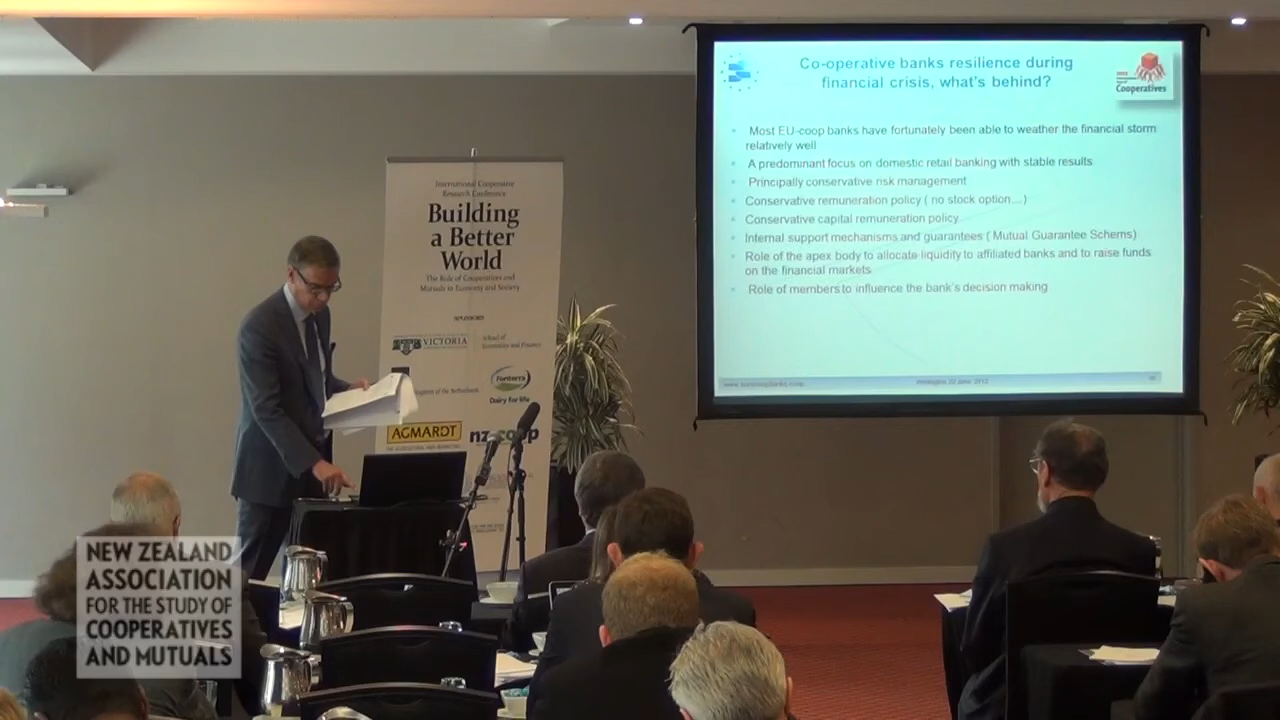 Co-operative banks resilience during
financial crisis, what's behind?
Cooperatives
Most EU-coop banks have fortunately been able to weather the financial storm
relatively well
A predominant focus on domestic retail banking with stable results
Principally conservative risk management
Conservative remuneration policy ( no stock option....)
Conservative capital remuneration policy
Internal support mechanisms and guarantees ( Mutual Guarantee Schems)
Role of the apex body to allocate liquidity to affiliated banks and to raise funds
on the financial markets
Role of members to influence the bank's decision making
International Cooperative
Research Conference
Building
a Better
World
The Role of Cooperatives and
Mutuals in Economy and Society
SPONSORS
VICTORIA
School of
Economics and Finance
of the Netherlands
Fonterra
Dairy for life
AGMARDT
nz coop
NEW ZEALAND
ASSOCIATION
FOR THE STUDY OF
COOPERATIVES
AND MUTUALS